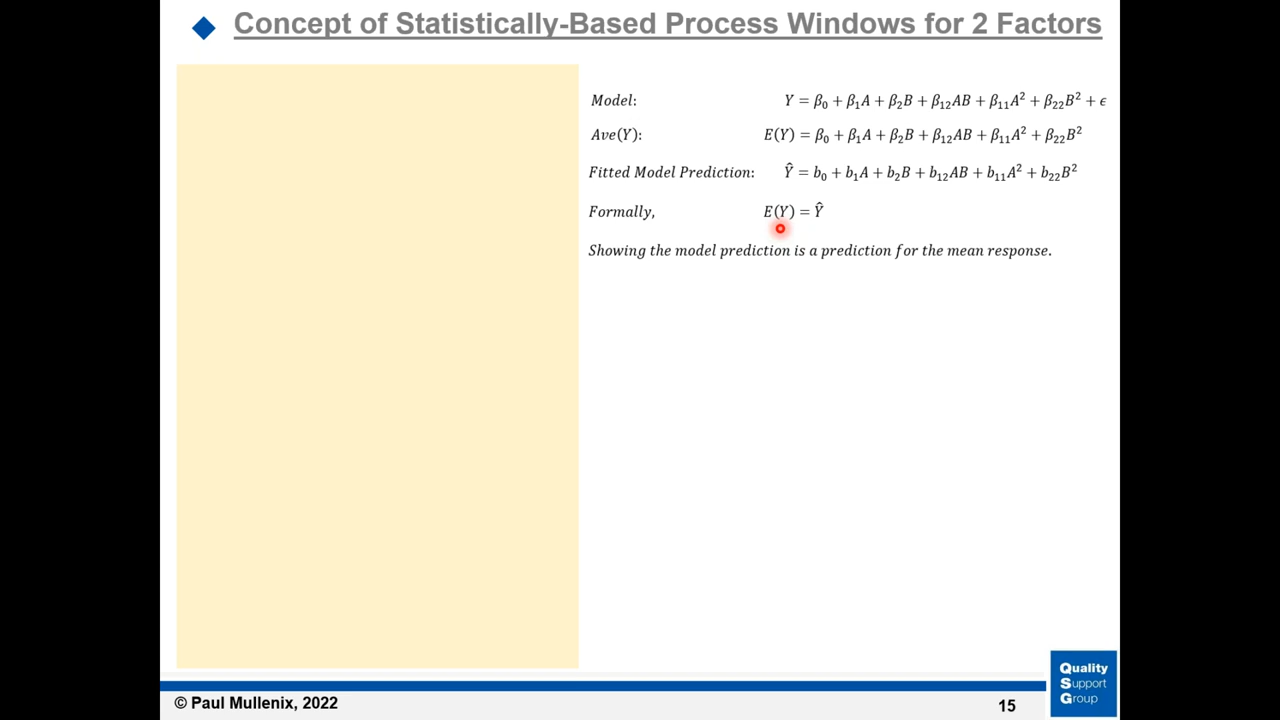 Concept of Statistically-Based Process Windows for 2 Factors
Model: Y = β₀ + β₁A + β₂B + β₁₂AB + β₁₁A² + β₂₂B² + ϵ
Ave(Y): E(Y) = β₀ + β₁A + β₂B + β₁₂AB + β₁₁A² + β₂₂B²
Fitted Model Prediction: Ŷ = b₀ + b₁A + b₂B + b₁₂AB + b₁₁A² + b₂₂B²
Formally, E(Y) = Ŷ
Showing the model prediction is a prediction for the mean response.
© Paul Mullenix, 2022
15
Quality
Support
Group